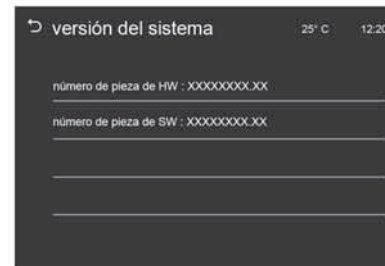 versión del sistema 25° C 12:20
número de pieza de HW : XXXXXXXX.XX
número de pieza de SW : XXXXXXXX.XX